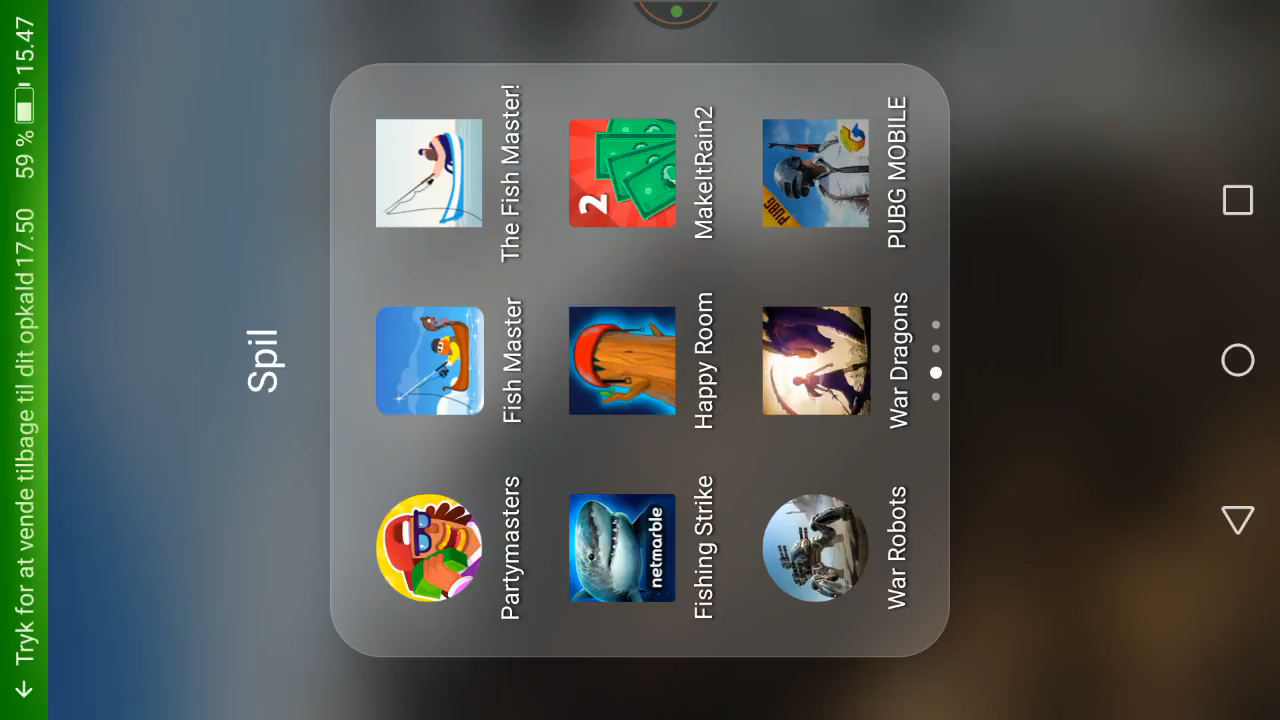 ← Tryk for at vende tilbage til dit opkald 17.50 59 % 15.47
Spil
Partymasters
Fish Master
The Fish Master!
netmarble
2
Fishing Strike
Happy Room
MakeItRain2
PUBG
War Robots
War Dragons
PUBG MOBILE